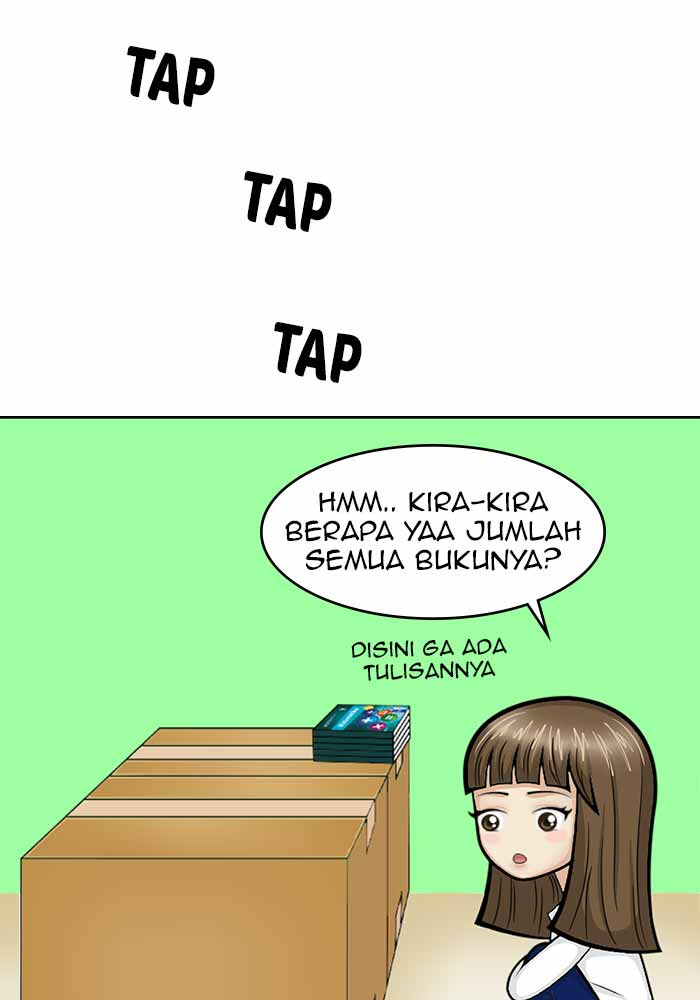 TAP
TAP
TAP
HMM.. KIRA-KIRA
BERAPA YAA JUMLAH
SEMUA BUKUNYA?
DISINI GA ADA
TULISANNYA